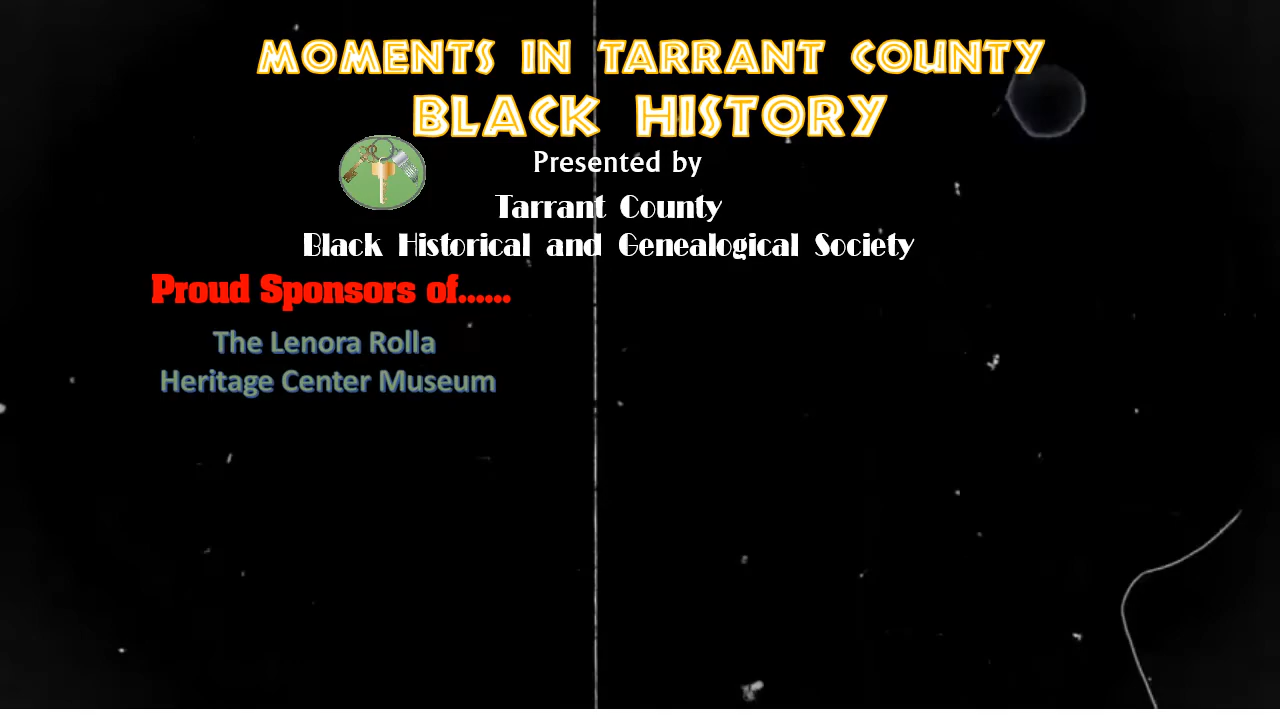 MOMENTS IN TARRANT COUNTY
BLACK HISTORY
Presented by
Tarrant County
Black Historical and Genealogical Society
Proud Sponsors of......
The Lenora Rolla
Heritage Center Museum